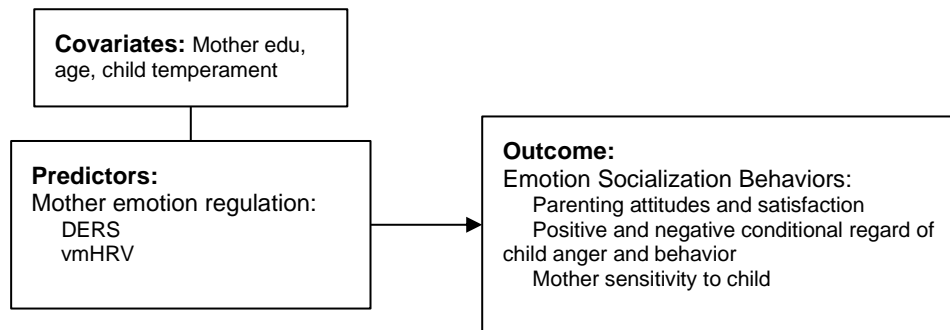 Covariates: Mother edu,
age, child temperament
Predictors:
Mother emotion regulation:
DERS
vmHRV
Outcome:
Emotion Socialization Behaviors:
Parenting attitudes and satisfaction
Positive and negative conditional regard of
child anger and behavior
Mother sensitivity to child